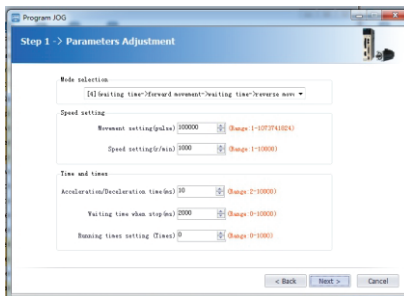 Program JOG
Step 1 -> Parameters Adjustment
Mode selection
[4](waiting time->forward movement->waiting time->reverse move
Speed setting
Movement setting(pulse) 100000 (Range:1-1073741824)
Speed setting(r/min) 3000 (Range:1-10000)
Time and times
Acceleration/Deceleration time(ms) 10 (Range:2-10000)
Waiting time when stop(ms) 2000 (Range:0-10000)
Running times setting (Times) 0 (Range:0-1000)
< Back
Next >
Cancel